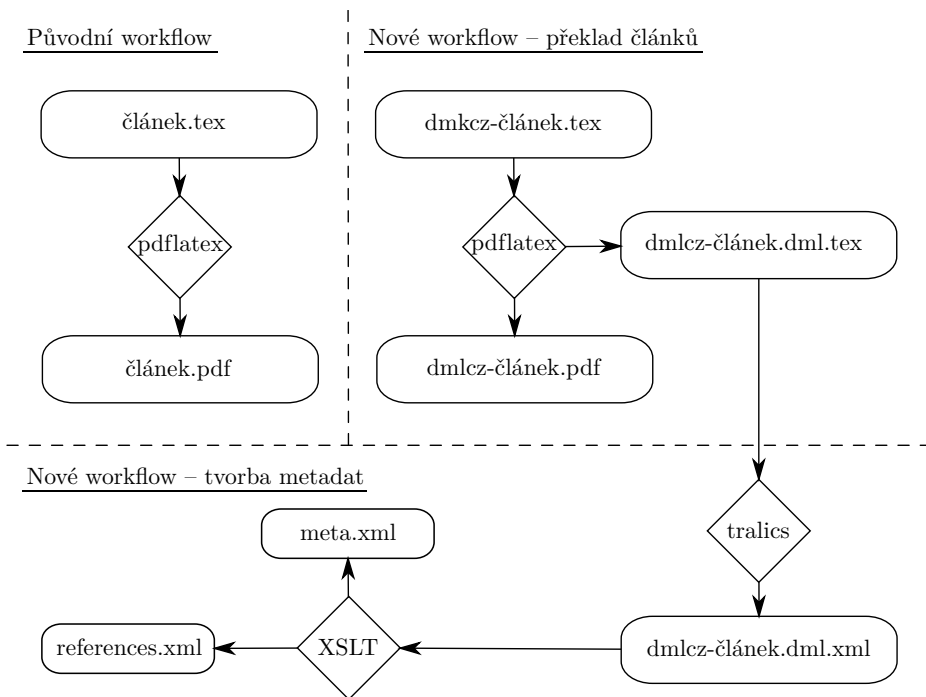 Původní workflow
článek.tex
pdflatex
článek.pdf
Nové workflow – překlad článků
dmkcz-článek.tex
pdflatex
dmlcz-článek.dml.tex
dmlcz-článek.pdf
Nové workflow – tvorba metadat
tralics
meta.xml
references.xml
XSLT
dmlcz-článek.dml.xml